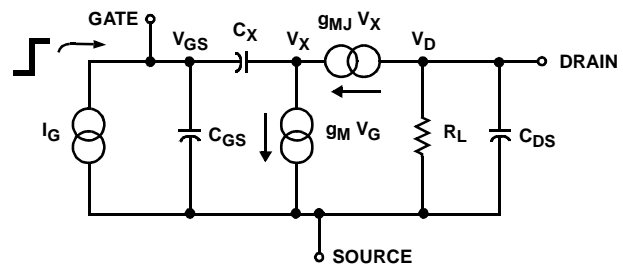 GATE
V_GS
C_X
V_X
g_MJ V_X
V_D
DRAIN
I_G
C_GS
g_M V_G
R_L
C_DS
SOURCE